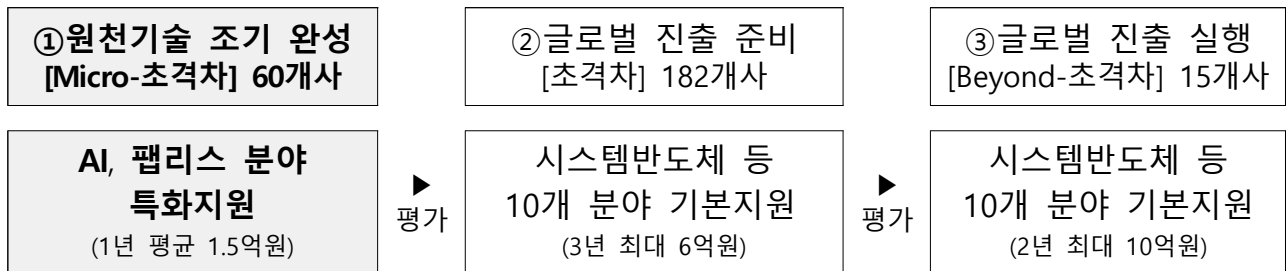 ①원천기술 조기 완성
[Micro-초격차] 60개사
②글로벌 진출 준비
[초격차] 182개사
③글로벌 진출 실행
[Beyond-초격차] 15개사
AI, 팹리스 분야
특화지원
(1년 평균 1.5억원)
▶
평가
시스템반도체 등
10개 분야 기본지원
(3년 최대 6억원)
▶
평가
시스템반도체 등
10개 분야 기본지원
(2년 최대 10억원)